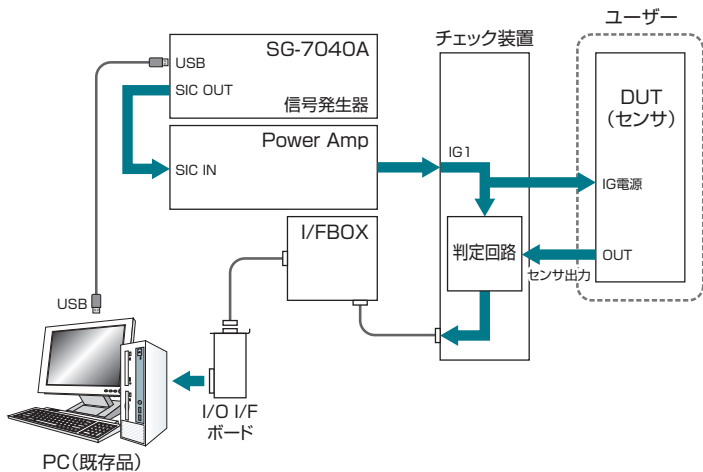 ユーザー
チェック装置
SG-7040A
USB
SIC OUT
信号発生器
DUT
(センサ)
Power Amp
SIC IN
IG1
IG電源
I/FBOX
判定回路
OUT
センサ出力
USB
I/O I/F
ボード
PC(既存品)